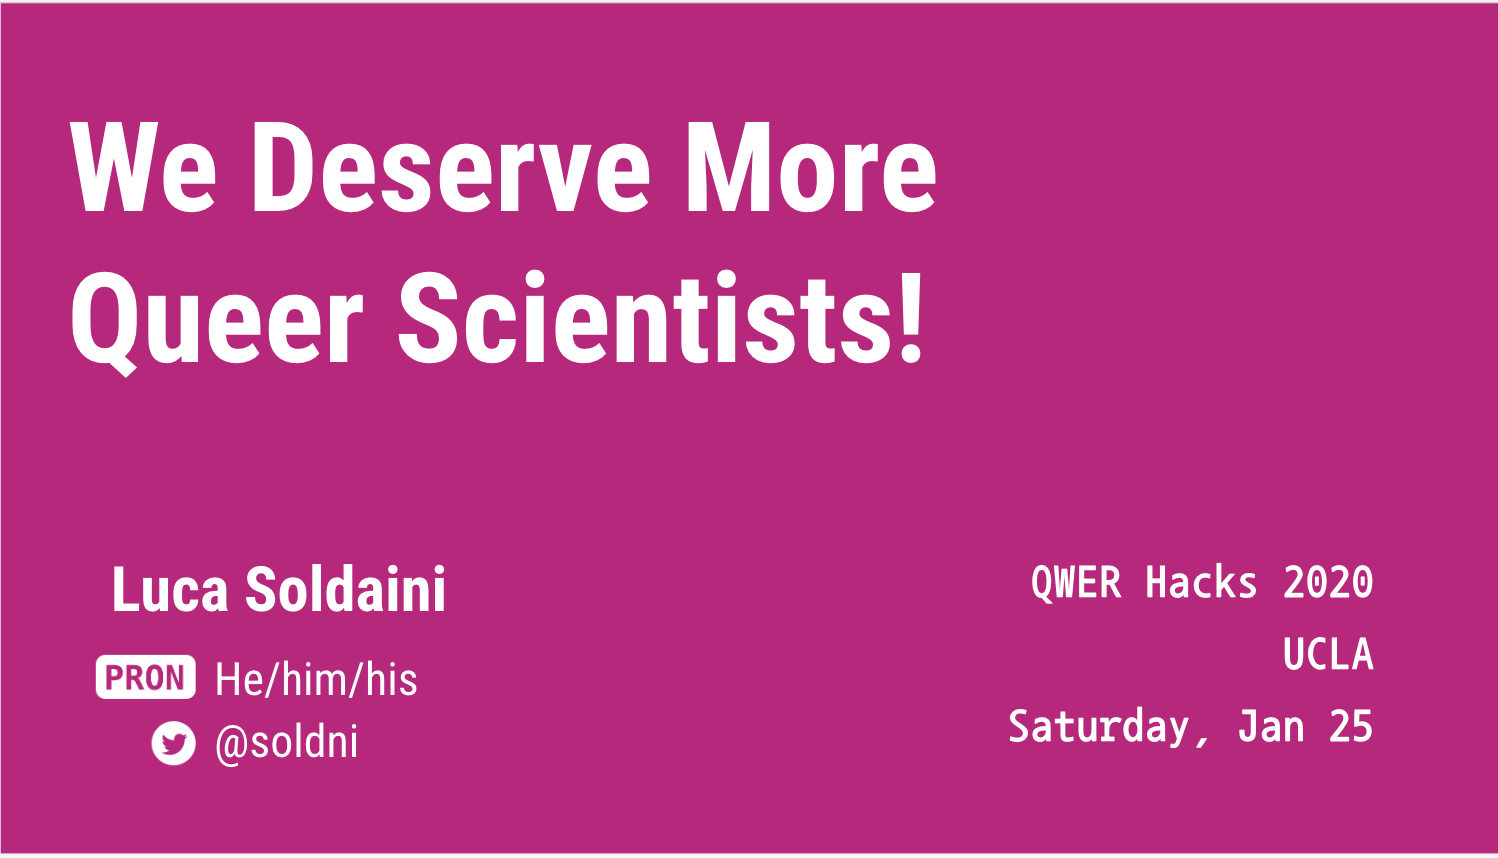 We Deserve More
Queer Scientists!
Luca Soldaini
PRON He/him/his
@soldni
QWER Hacks 2020
UCLA
Saturday, Jan 25